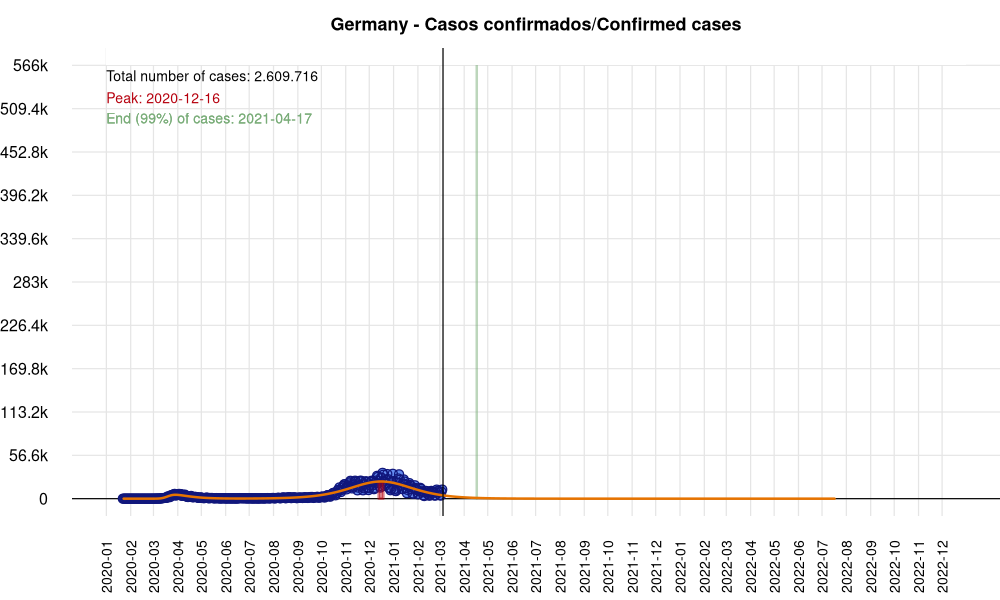 Germany - Casos confirmados/Confirmed cases
Total number of cases: 2.609.716
Peak: 2020-12-16
End (99%) of cases: 2021-04-17
566k
509.4k
452.8k
396.2k
339.6k
283k
226.4k
169.8k
113.2k
56.6k
0
2020-01
2020-02
2020-03
2020-04
2020-05
2020-06
2020-07
2020-08
2020-09
2020-10
2020-11
2020-12
2021-01
2021-02
2021-03
2021-04
2021-05
2021-06
2021-07
2021-08
2021-09
2021-10
2021-11
2021-12
2022-01
2022-02
2022-03
2022-04
2022-05
2022-06
2022-07
2022-08
2022-09
2022-10
2022-11
2022-12